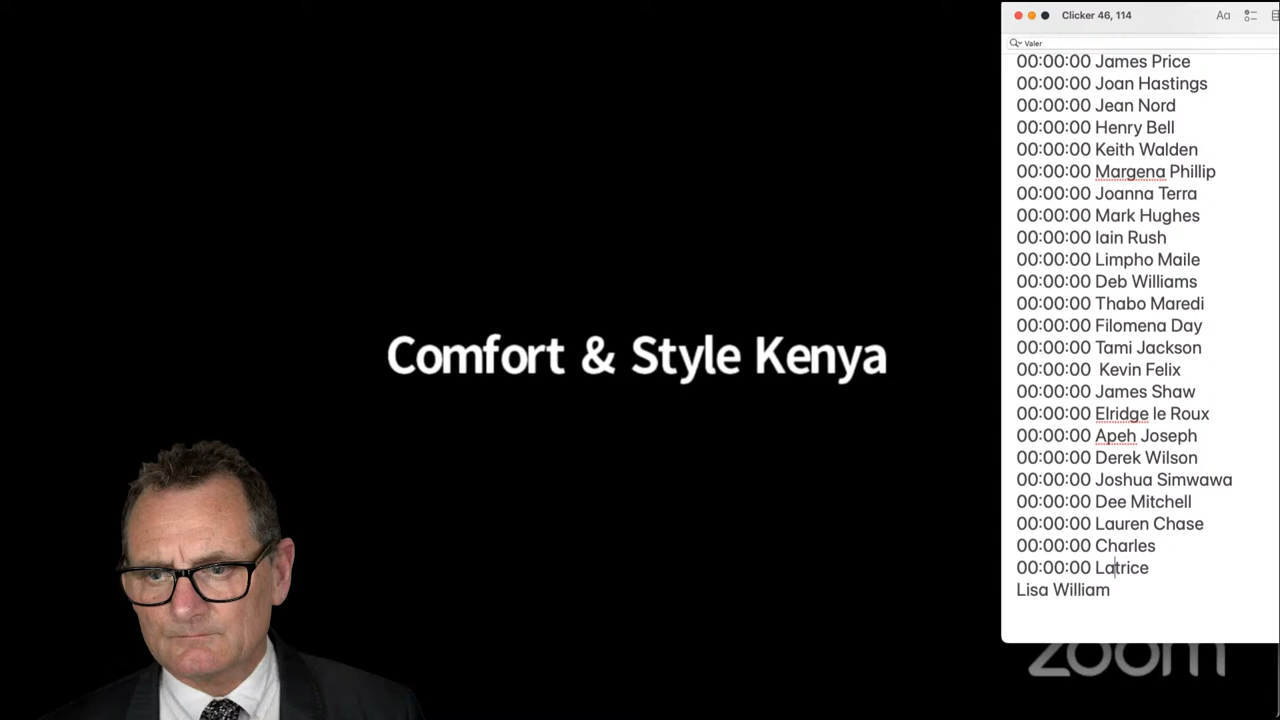 Clicker 46, 114
Aa
Valer
00:00:00 James Price
00:00:00 Joan Hastings
00:00:00 Jean Nord
00:00:00 Henry Bell
00:00:00 Keith Walden
00:00:00 Margena Phillip
00:00:00 Joanna Terra
00:00:00 Mark Hughes
00:00:00 Iain Rush
00:00:00 Limpho Maile
00:00:00 Deb Williams
00:00:00 Thabo Maredi
00:00:00 Filomena Day
00:00:00 Tami Jackson
00:00:00 Kevin Felix
00:00:00 James Shaw
00:00:00 Elridge le Roux
00:00:00 Apeh Joseph
00:00:00 Derek Wilson
00:00:00 Joshua Simwawa
00:00:00 Dee Mitchell
00:00:00 Lauren Chase
00:00:00 Charles
00:00:00 Latrice
Lisa William
Comfort & Style Kenya
zoom